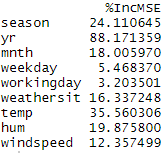 %IncMSE
season 24.110645
yr 88.171359
mnth 18.005970
weekday 5.468370
workingday 3.203501
weathersit 16.337248
temp 35.560306
hum 19.875800
windspeed 12.357499